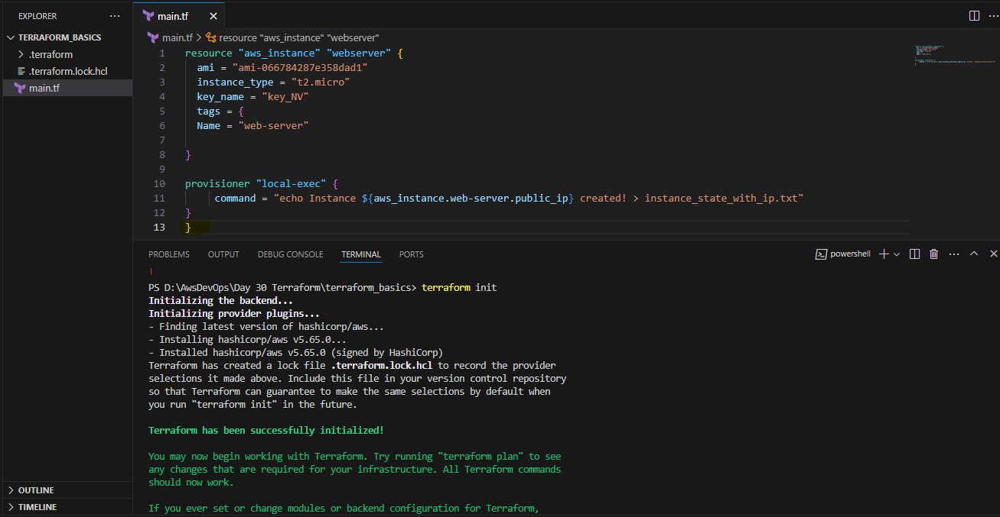 EXPLORER ...
main.tf ×
TERRAFORM_BASICS
.terraform
.terraform.lock.hcl
main.tf
main.tf > resource "aws_instance" "webserver"
1 resource "aws_instance" "webserver" {
2 ami = "ami-066784287e358dad1"
3 instance_type = "t2.micro"
4 key_name = "key_NV"
5 tags = {
6 Name = "web-server"
7
8 }
9
10 provisioner "local-exec" {
11 command = "echo Instance ${aws_instance.web-server.public_ip} created! > instance_state_with_ip.txt"
12 }
13 }
PROBLEMS OUTPUT DEBUG CONSOLE TERMINAL PORTS powershell
PS D:\AwsDevOps\Day 30 Terraform\terraform_basics> terraform init
Initializing the backend...
Initializing provider plugins...
- Finding latest version of hashicorp/aws...
- Installing hashicorp/aws v5.65.0...
- Installed hashicorp/aws v5.65.0 (signed by HashiCorp)
Terraform has created a lock file .terraform.lock.hcl to record the provider
selections it made above. Include this file in your version control repository
so that Terraform can guarantee to make the same selections by default when
you run "terraform init" in the future.
Terraform has been successfully initialized!
You may now begin working with Terraform. Try running "terraform plan" to see
any changes that are required for your infrastructure. All Terraform commands
should now work.
If you ever set or change modules or backend configuration for Terraform,
OUTLINE
TIMELINE